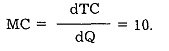 MC = dTC / dQ = 10.